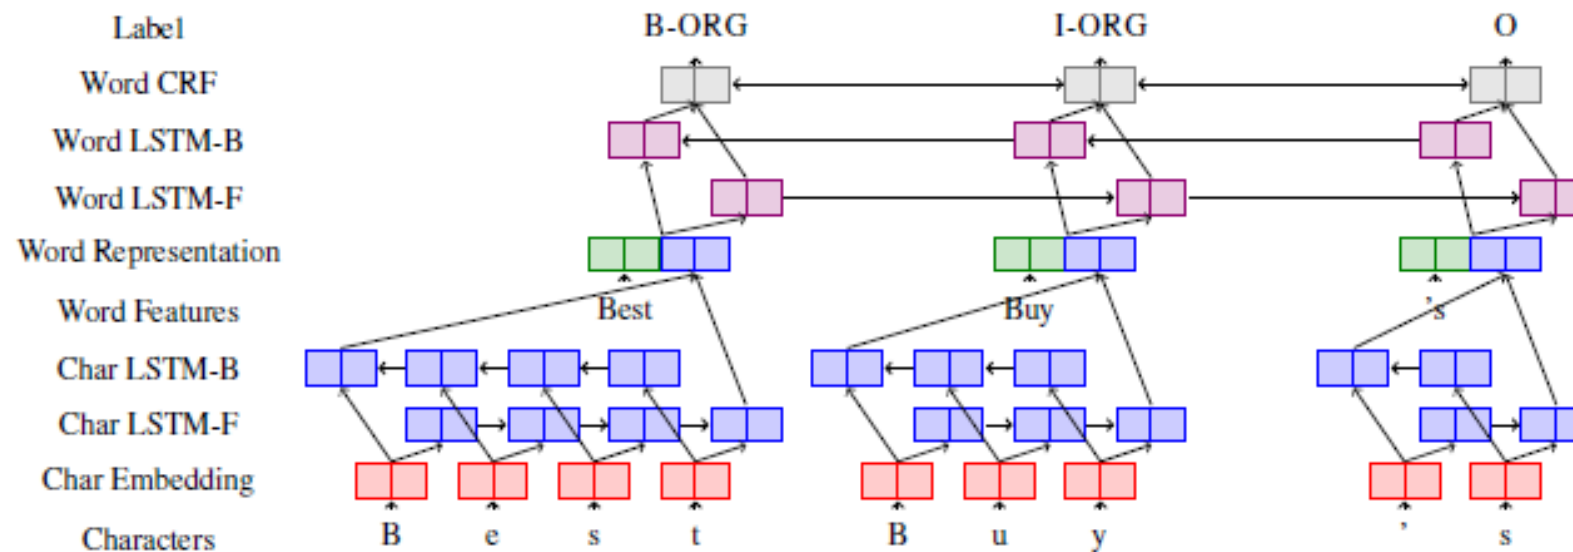 Label B-ORG I-ORG O
Word CRF
Word LSTM-B
Word LSTM-F
Word Representation
Word Features Best Buy 's
Char LSTM-B
Char LSTM-F
Char Embedding
Characters B e s t B u y ' s